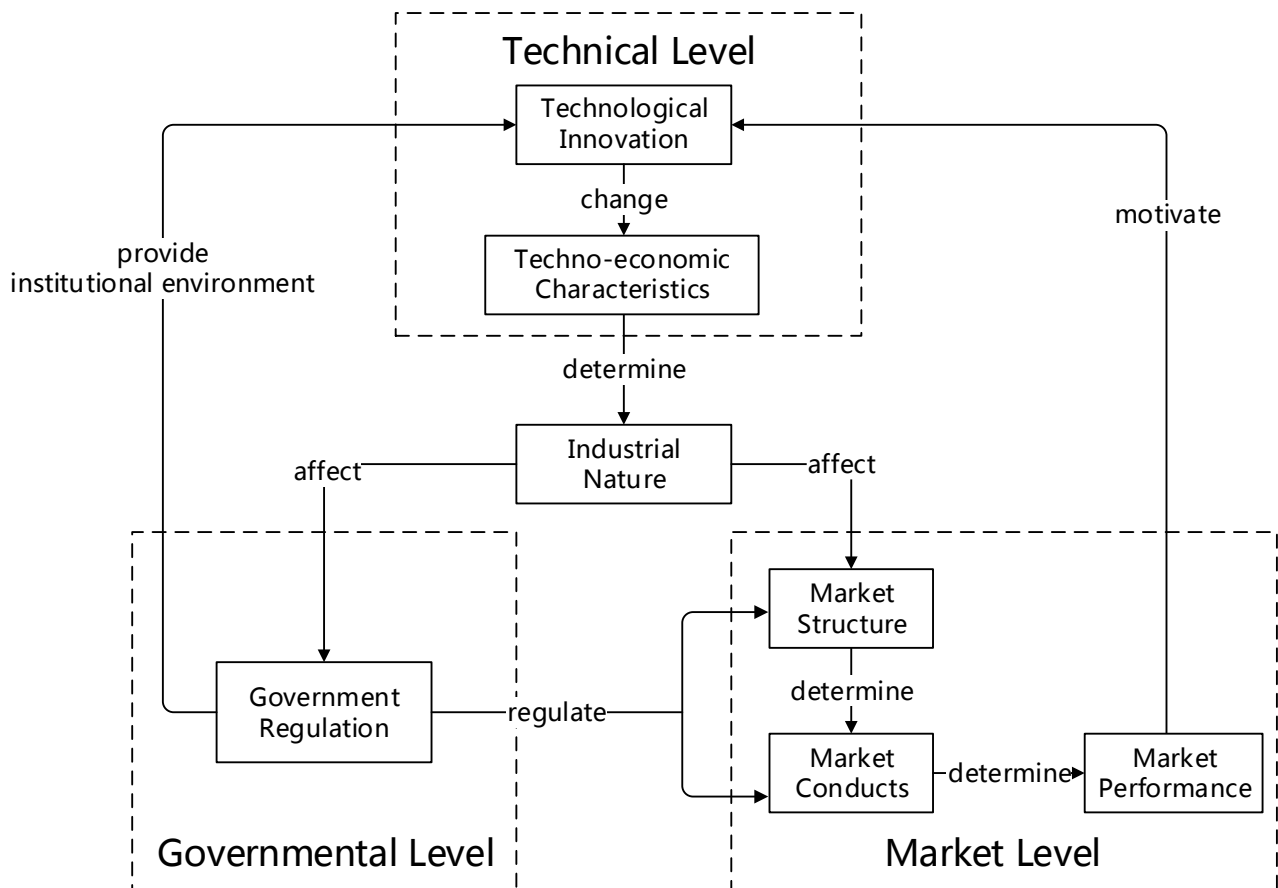 Technical Level
Technological
Innovation
change
motivate
provide
institutional environment
Techno-economic
Characteristics
determine
Industrial
Nature
affect
affect
Market
Structure
Government
Regulation
regulate
determine
Market
Conducts
determine
Market
Performance
Governmental Level
Market Level